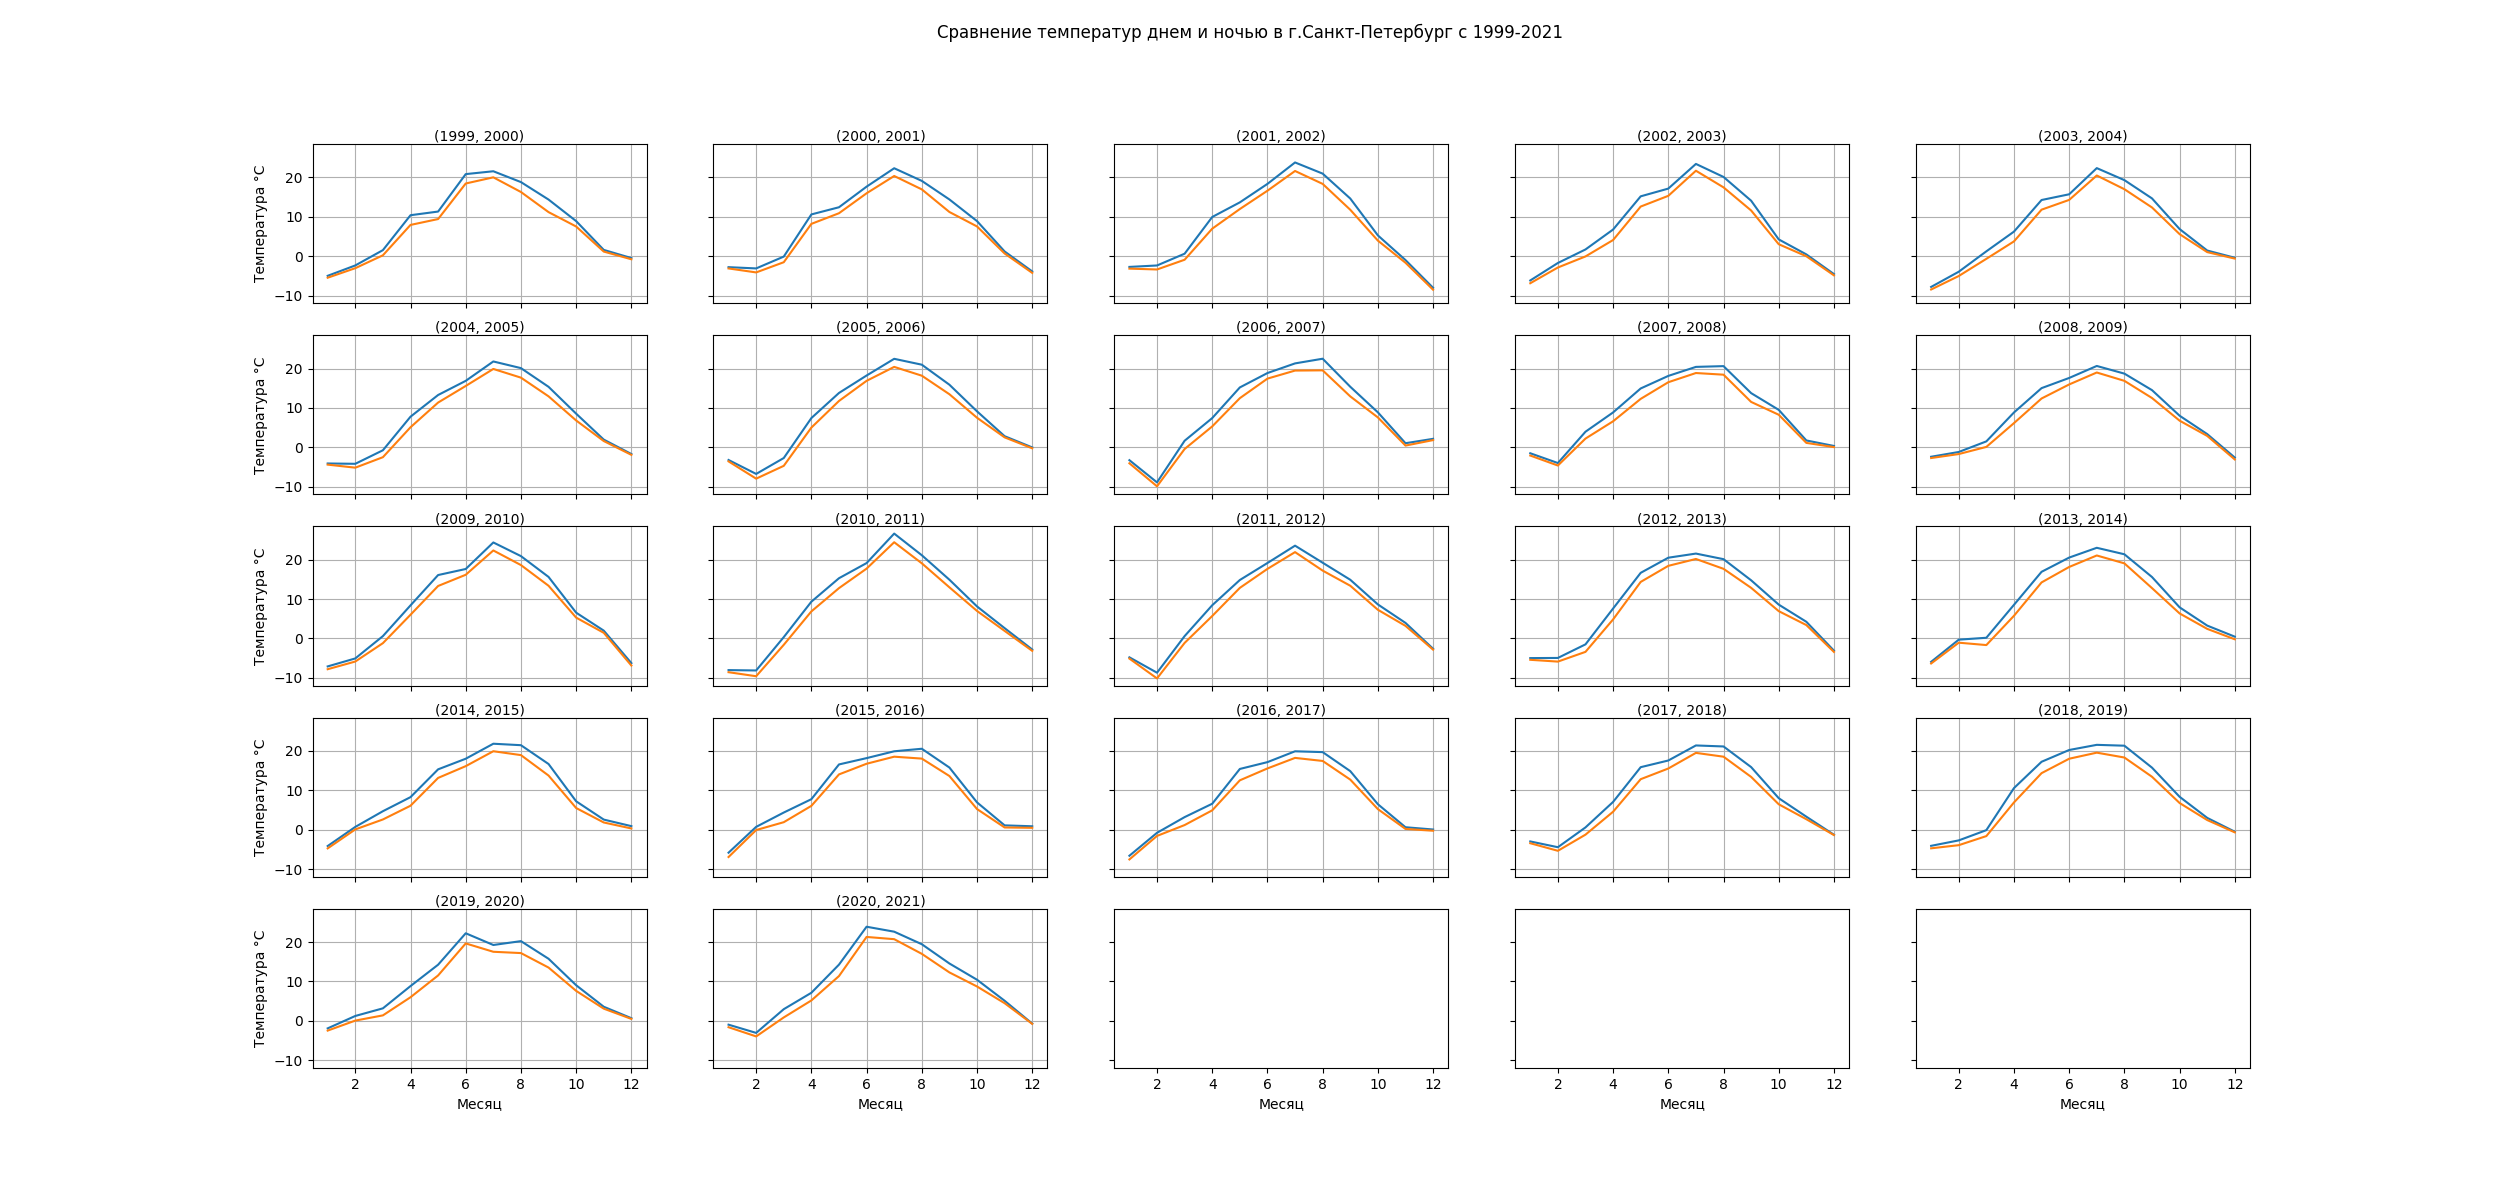 Сравнение температур днем и ночью в г.Санкт-Петербург с 1999-2021
(1999, 2000) (2000, 2001) (2001, 2002) (2002, 2003) (2003, 2004)
Температура °C
20
10
0
−10
(2004, 2005) (2005, 2006) (2006, 2007) (2007, 2008) (2008, 2009)
Температура °C
20
10
0
−10
(2009, 2010) (2010, 2011) (2011, 2012) (2012, 2013) (2013, 2014)
Температура °C
20
10
0
−10
(2014, 2015) (2015, 2016) (2016, 2017) (2017, 2018) (2018, 2019)
Температура °C
20
10
0
−10
(2019, 2020) (2020, 2021)
Температура °C
20
10
0
−10
2 4 6 8 10 12 2 4 6 8 10 12 2 4 6 8 10 12 2 4 6 8 10 12 2 4 6 8 10 12
Месяц Месяц Месяц Месяц Месяц